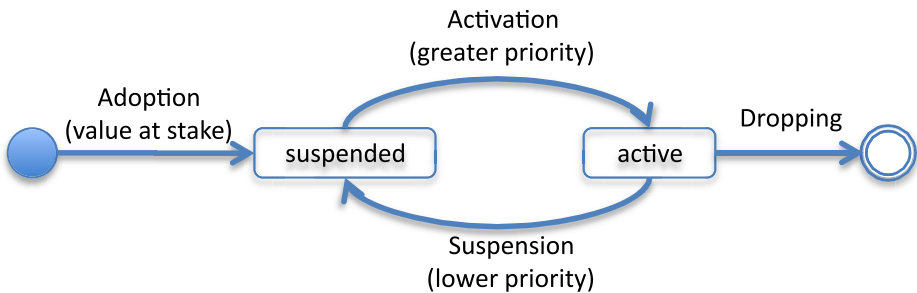 Activation
(greater priority)
Adoption
(value at stake)
Dropping
suspended
active
Suspension
(lower priority)